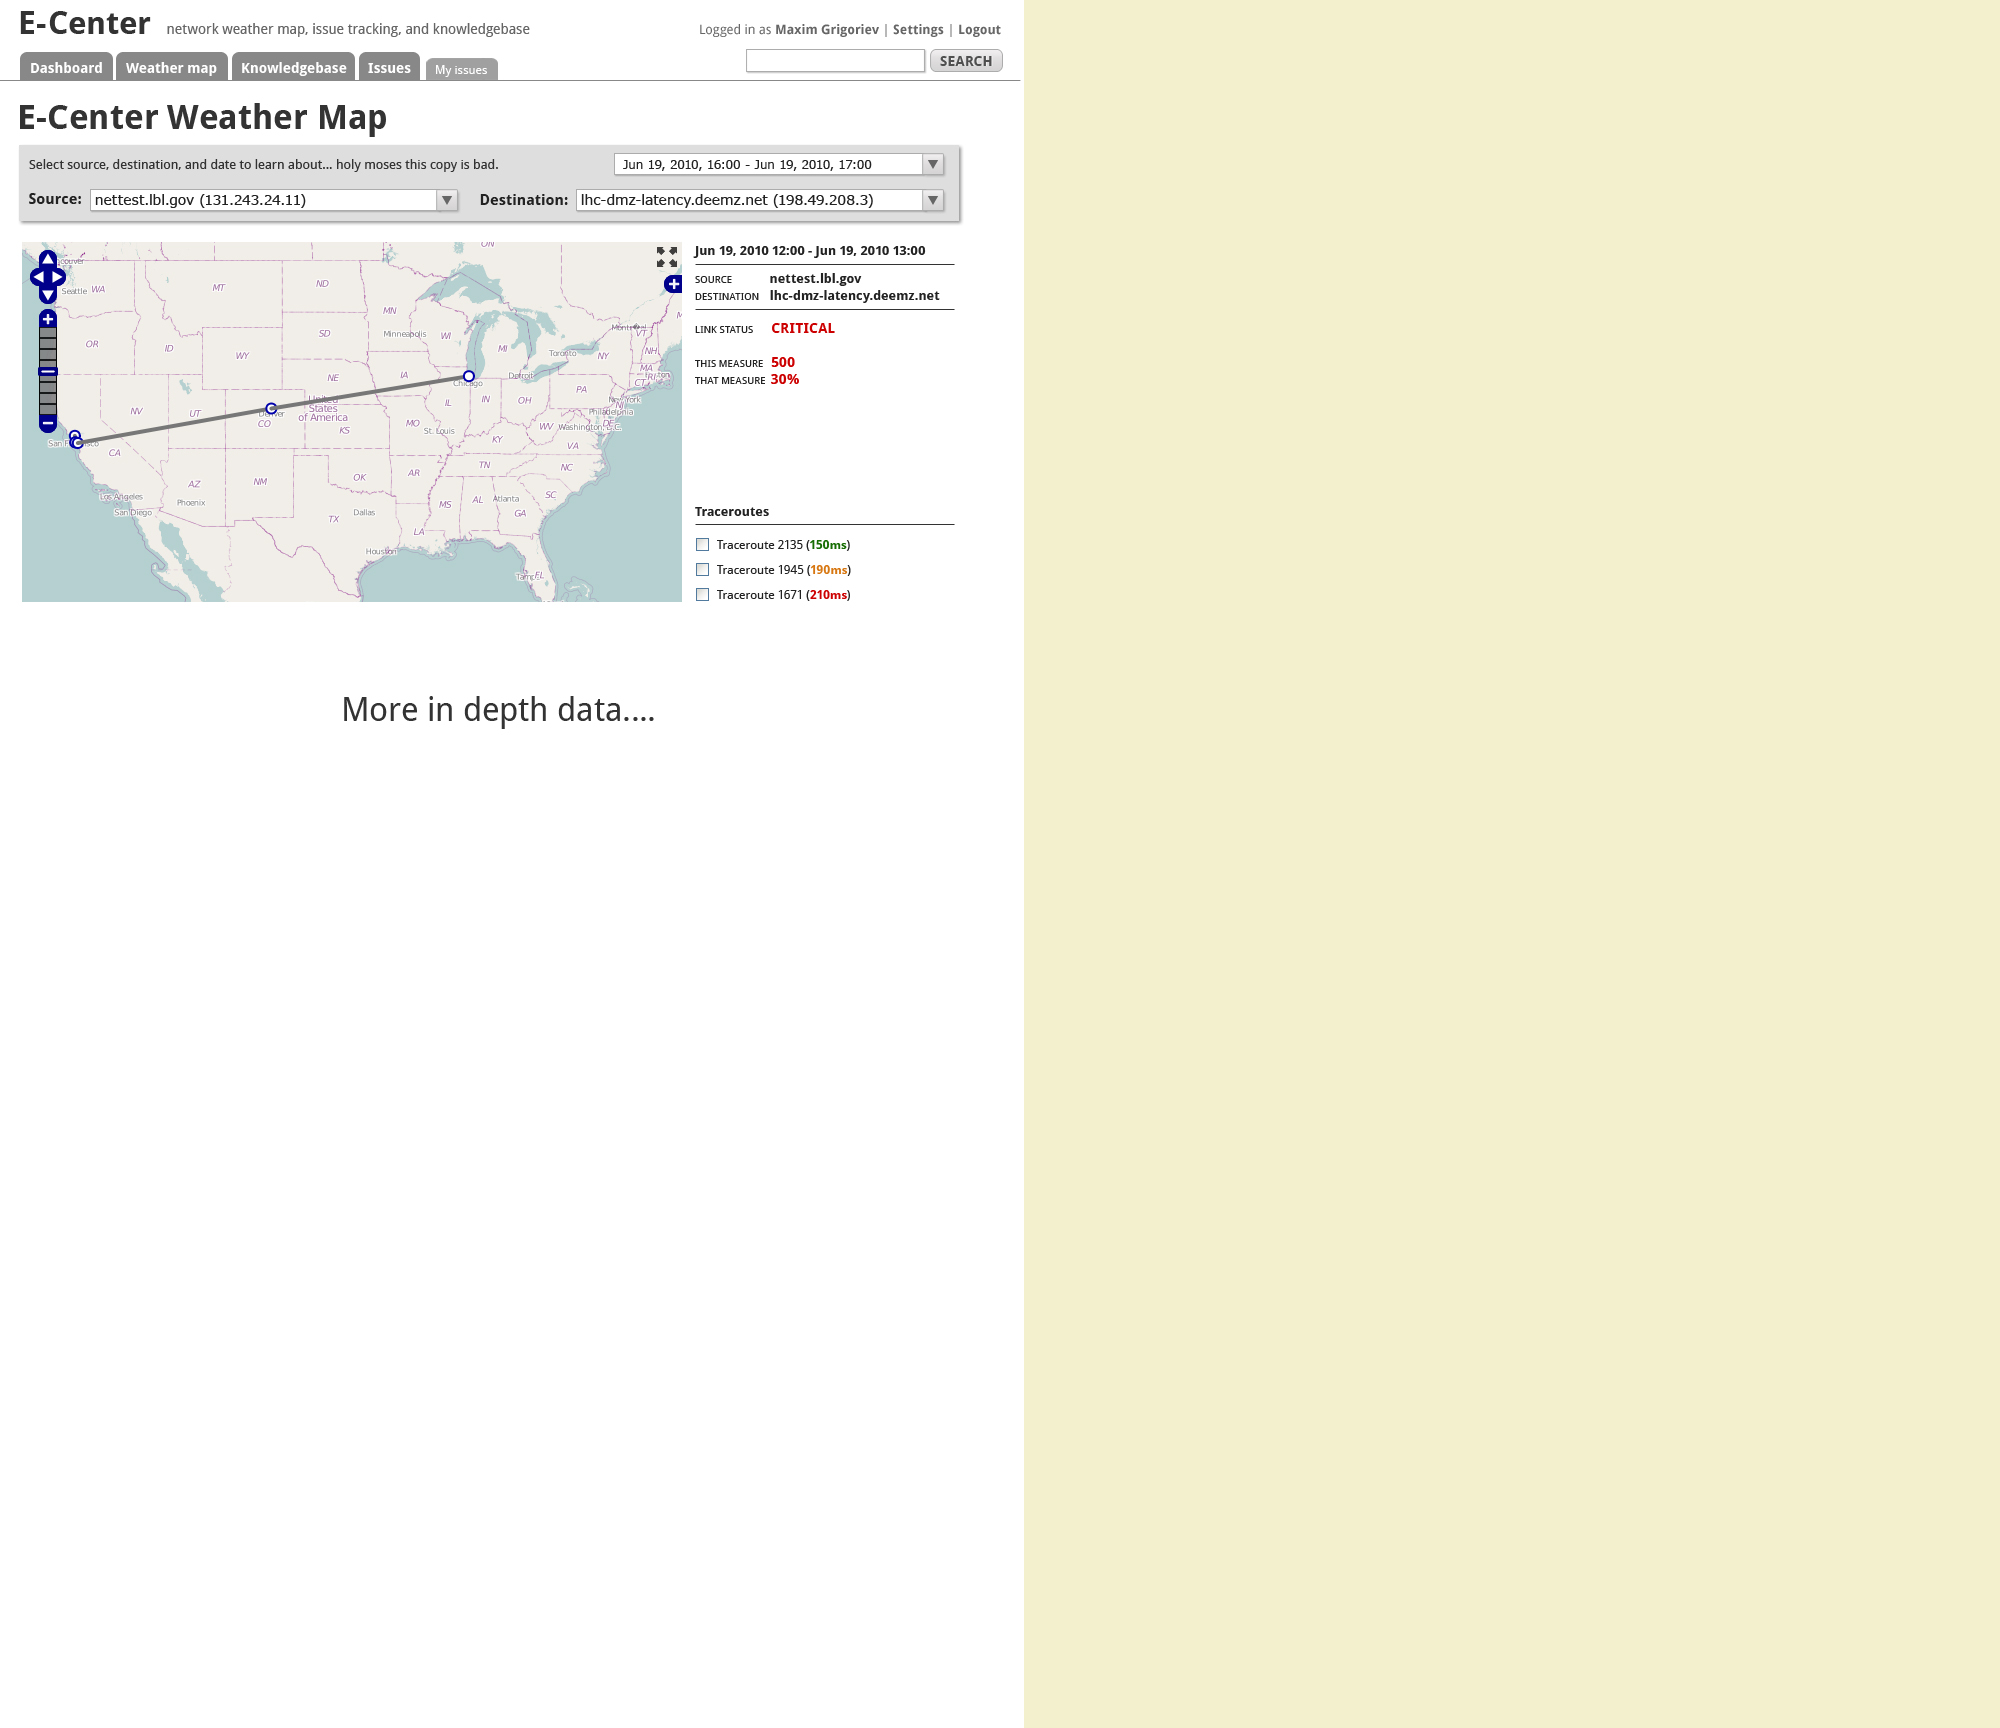 E-Center network weather map, issue tracking, and knowledgebase
Logged in as Maxim Grigoriev | Settings | Logout
Dashboard Weather map Knowledgebase Issues My issues
SEARCH
E-Center Weather Map
Select source, destination, and date to learn about... holy moses this copy is bad.
Jun 19, 2010, 16:00 - Jun 19, 2010, 17:00
Source: nettest.lbl.gov (131.243.24.11)
Destination: lhc-dmz-latency.deemz.net (198.49.208.3)
ON
Seattle WA
MT
ND
MN
Minneapolis
WI
SD
OR
ID
WY
MI
Toronto
NY
VT
NH
MA
RI
CT
NE
IA
Chicago
Detroit
PA
New York
NJ
Philadelphia
DE
NV
UT
Denver
CO
United
States
of America
KS
MO
St. Louis
IL
IN
OH
WV
Washington, D.C.
VA
KY
CA
NC
TN
AZ
Phoenix
NM
OK
AR
SC
Los Angeles
San Diego
TX
Dallas
MS
AL
Atlanta
GA
LA
Houston
FL
Jun 19, 2010 12:00 - Jun 19, 2010 13:00
SOURCE nettest.lbl.gov
DESTINATION lhc-dmz-latency.deemz.net
LINK STATUS CRITICAL
THIS MEASURE 500
THAT MEASURE 30%
Traceroutes
Traceroute 2135 (150ms)
Traceroute 1945 (190ms)
Traceroute 1671 (210ms)
More in depth data....